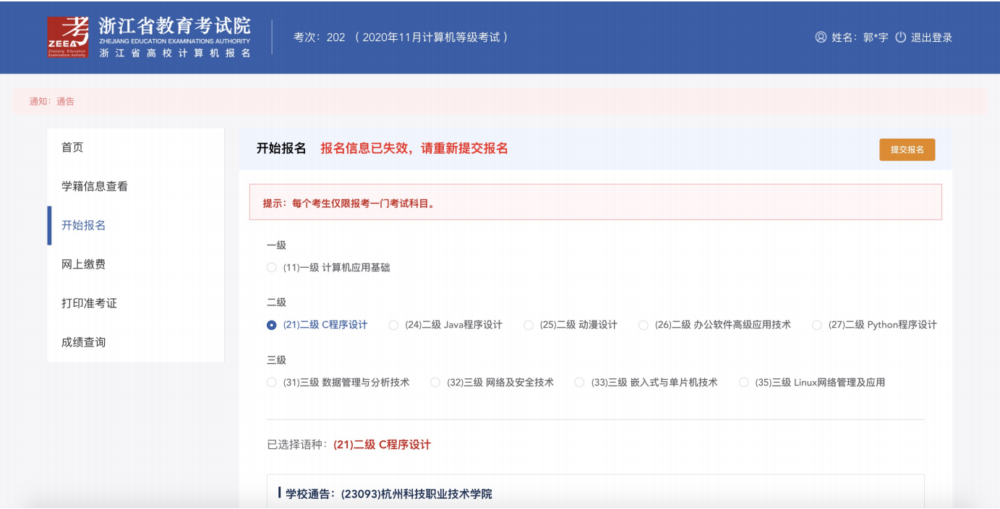 考
ZEEA
Zhejiang Education
Examinations Authority
浙江省教育考试院
ZHEJIANG EDUCATION EXAMINATIONS AUTHORITY
浙江省高校计算机报名
考次：202 （ 2020年11月计算机等级考试 ）
姓名：郭*宇 退出登录
通知：通告
首页
学籍信息查看
开始报名
网上缴费
打印准考证
成绩查询
开始报名 报名信息已失效，请重新提交报名
提交报名
提示：每个考生仅限报考一门考试科目。
一级
(11)一级 计算机应用基础
二级
(21)二级 C程序设计 (24)二级 Java程序设计 (25)二级 动漫设计 (26)二级 办公软件高级应用技术 (27)二级 Python程序设计
三级
(31)三级 数据管理与分析技术 (32)三级 网络及安全技术 (33)三级 嵌入式与单片机技术 (35)三级 Linux网络管理及应用
已选择语种：(21)二级 C程序设计
学校通告：(23093)杭州科技职业技术学院